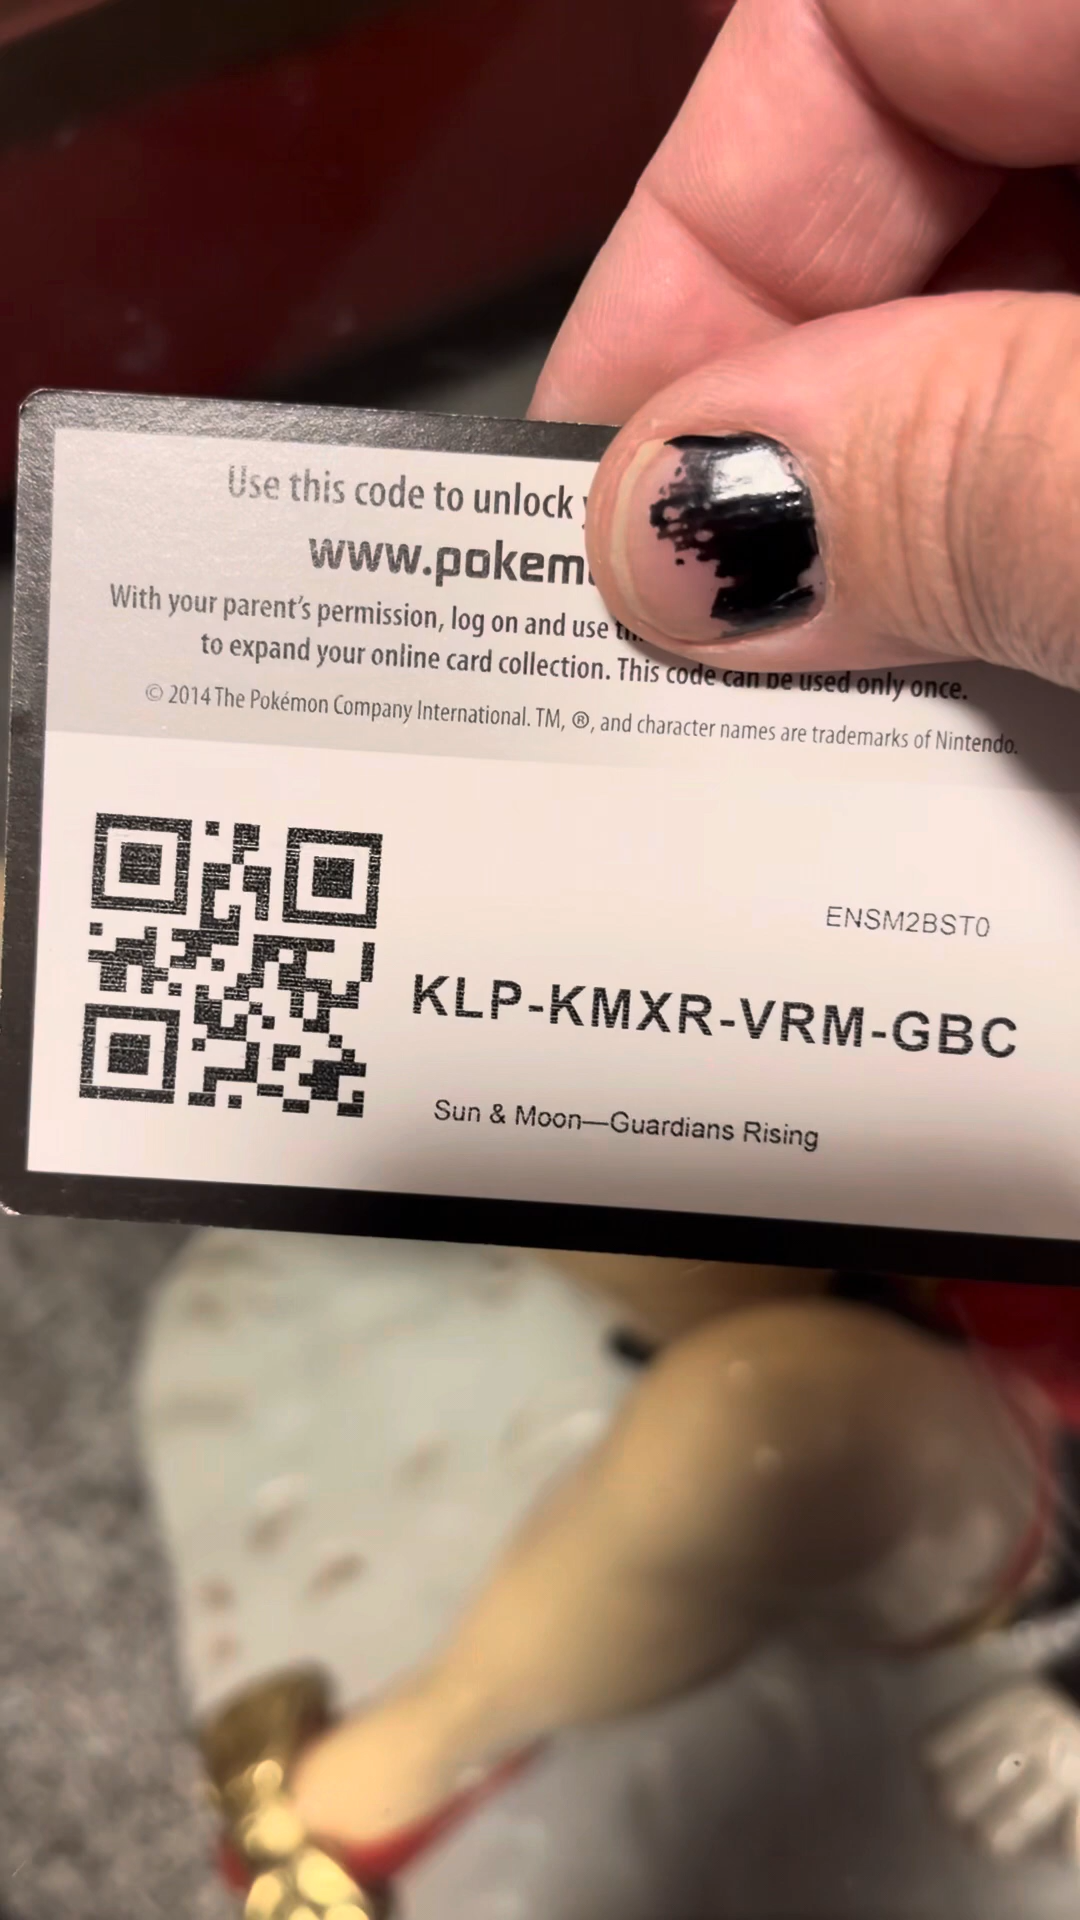 Use this code to unlock
www.pokem
With your parent's permission, log on and use
to expand your online card collection. This code can be used only once.
© 2014 The Pokémon Company International. TM, ®, and character names are trademarks of Nintendo.
ENSM2BST0
KLP-KMXR-VRM-GBC
Sun & Moon—Guardians Rising